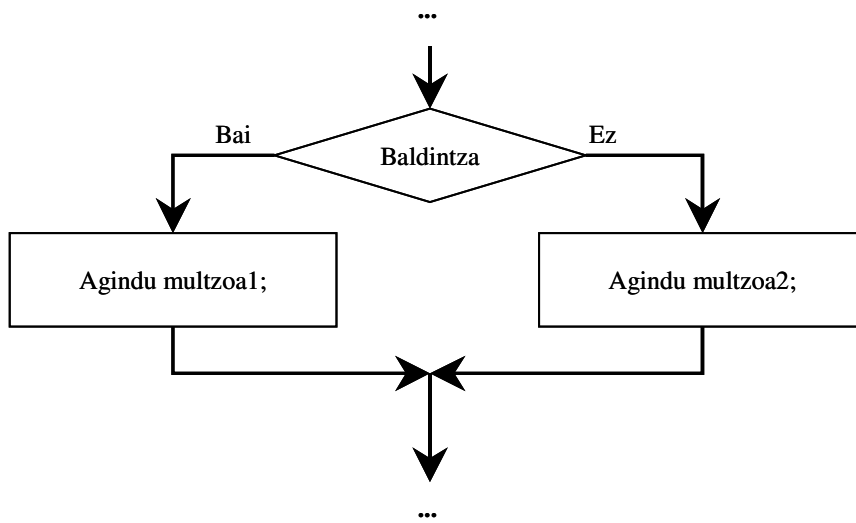 ...
Bai
Ez
Baldintza
Agindu multzoa1;
Agindu multzoa2;
...